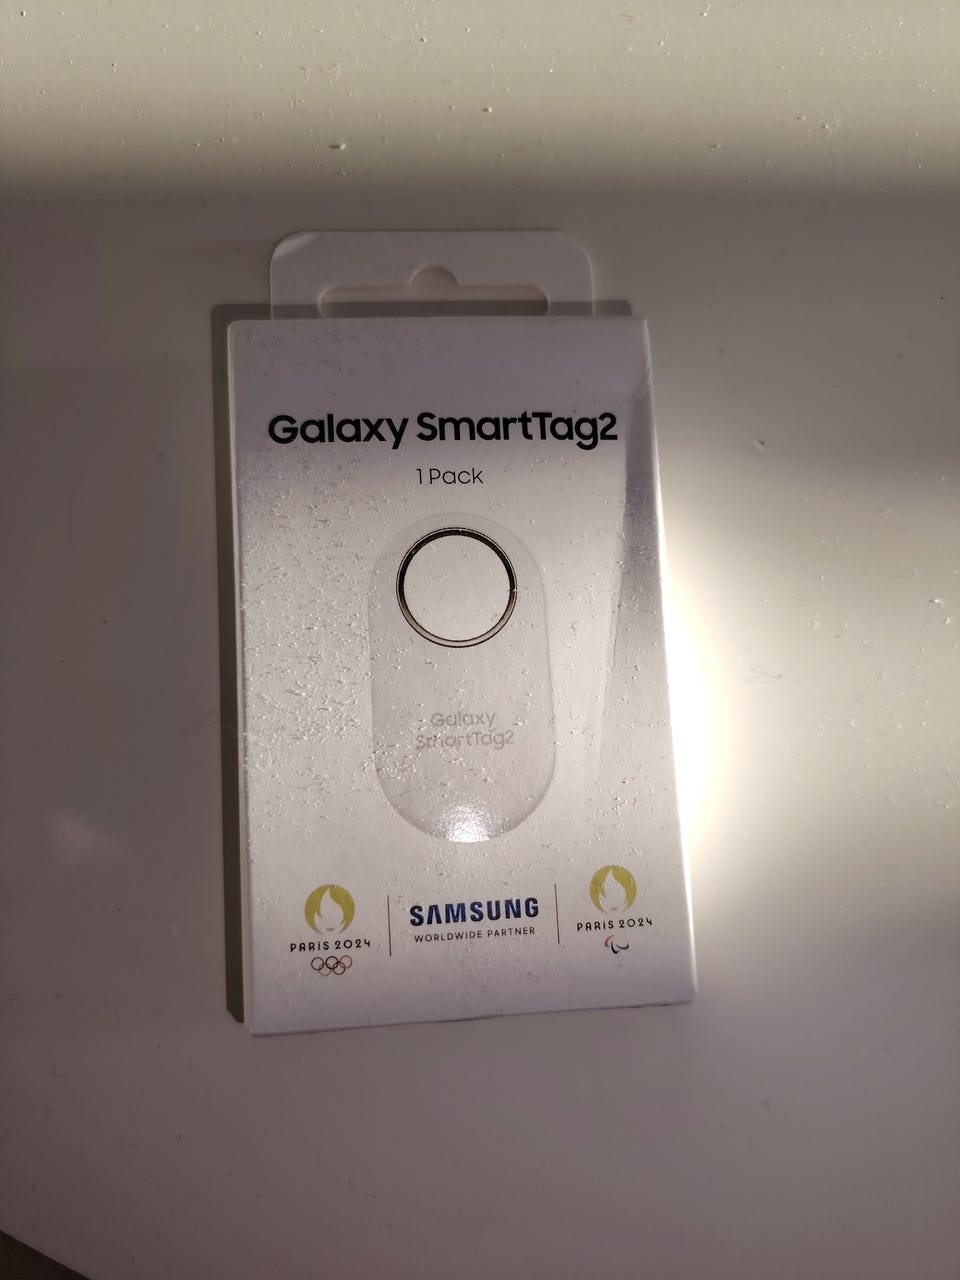 Galaxy SmartTag2
1 Pack
Galaxy
SmartTag2
PARIS 2024
SAMSUNG
WORLDWIDE PARTNER
PARIS 2024